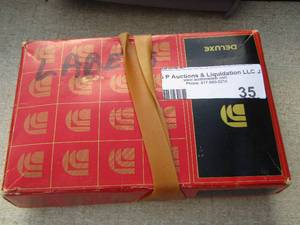 DELUXE
LABE
P Auctions & Liquidation LLC J
35